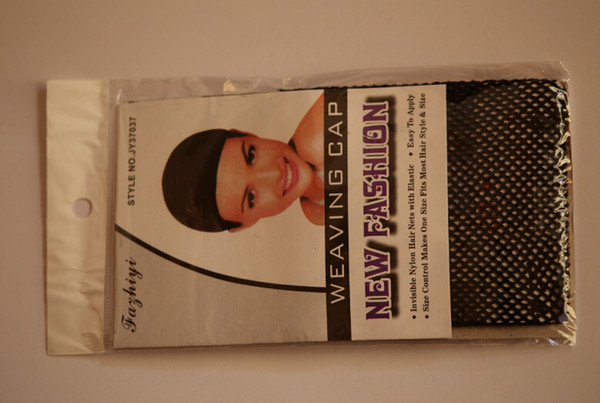 STYLE NO.JY37037
Fazhiyi
WEAVING CAP
NEW FASHION
• Invisible Nylon Hair Nets with Elastic • Easy To Apply
• Size Control Makes One Size Fits Most Hair Style & Size